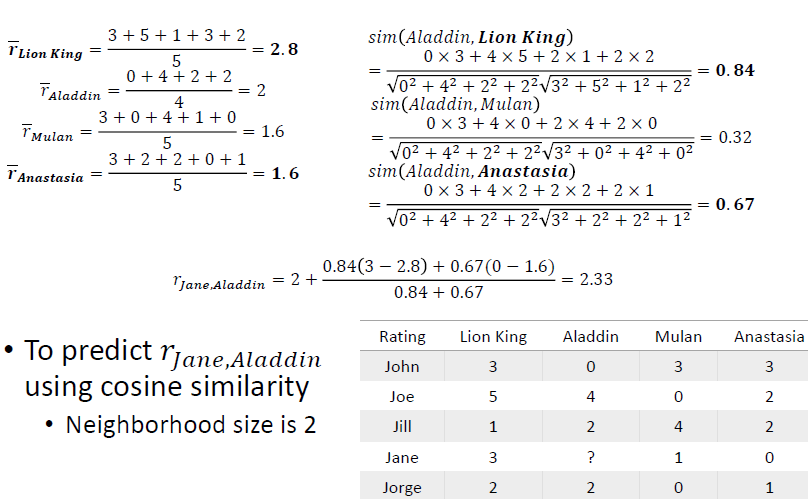 r̅_Lion King = (3 + 5 + 1 + 3 + 2)/5 = 2.8
r̅_Aladdin = (0 + 4 + 2 + 2)/4 = 2
r̅_Mulan = (3 + 0 + 4 + 1 + 0)/5 = 1.6
r̅_Anastasia = (3 + 2 + 2 + 0 + 1)/5 = 1.6
sim(Aladdin, Lion King)
= (0 × 3 + 4 × 5 + 2 × 1 + 2 × 2)/(√(0² + 4² + 2² + 2²)√(3² + 5² + 1² + 2²)) = 0.84
sim(Aladdin, Mulan)
= (0 × 3 + 4 × 0 + 2 × 4 + 2 × 0)/(√(0² + 4² + 2² + 2²)√(3² + 0² + 4² + 0²)) = 0.32
sim(Aladdin, Anastasia)
= (0 × 3 + 4 × 2 + 2 × 2 + 2 × 1)/(√(0² + 4² + 2² + 2²)√(3² + 2² + 2² + 1²)) = 0.67
r_Jane,Aladdin = 2 + (0.84(3 − 2.8) + 0.67(0 − 1.6))/(0.84 + 0.67) = 2.33
• To predict r_Jane,Aladdin
using cosine similarity
• Neighborhood size is 2
Rating Lion King Aladdin Mulan Anastasia
John 3 0 3 3
Joe 5 4 0 2
Jill 1 2 4 2
Jane 3 ? 1 0
Jorge 2 2 0 1